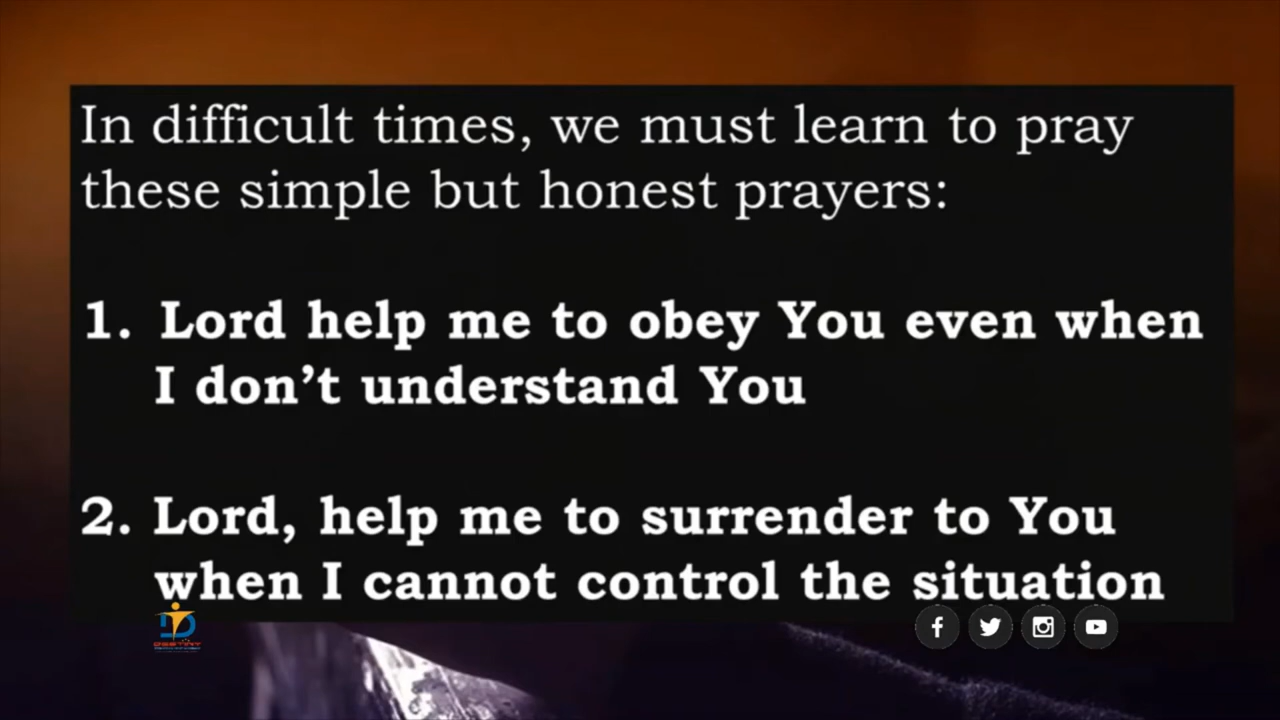 In difficult times, we must learn to pray
these simple but honest prayers:
1. Lord help me to obey You even when
I don’t understand You
2. Lord, help me to surrender to You
when I cannot control the situation
DESTINY